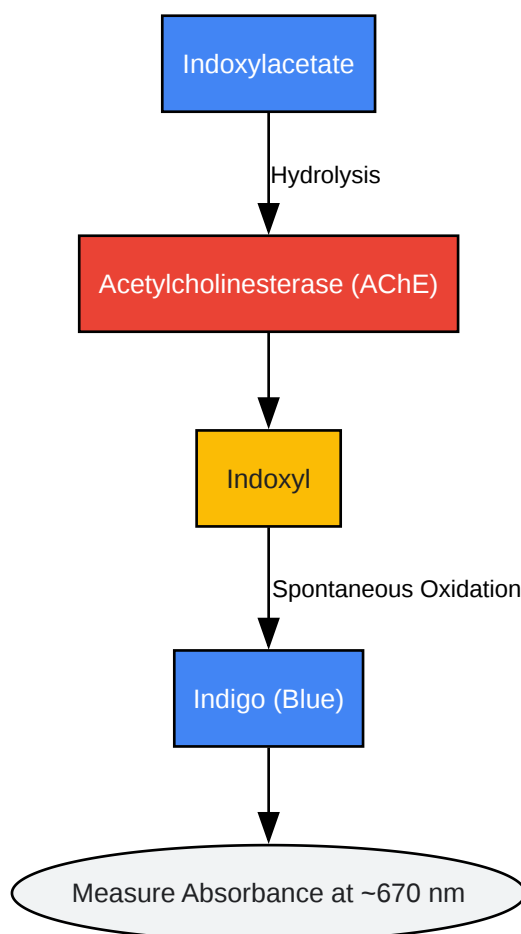 Indoxylacetate
Hydrolysis
Acetylcholinesterase (AChE)
Indoxyl
Spontaneous Oxidation
Indigo (Blue)
Measure Absorbance at ~670 nm